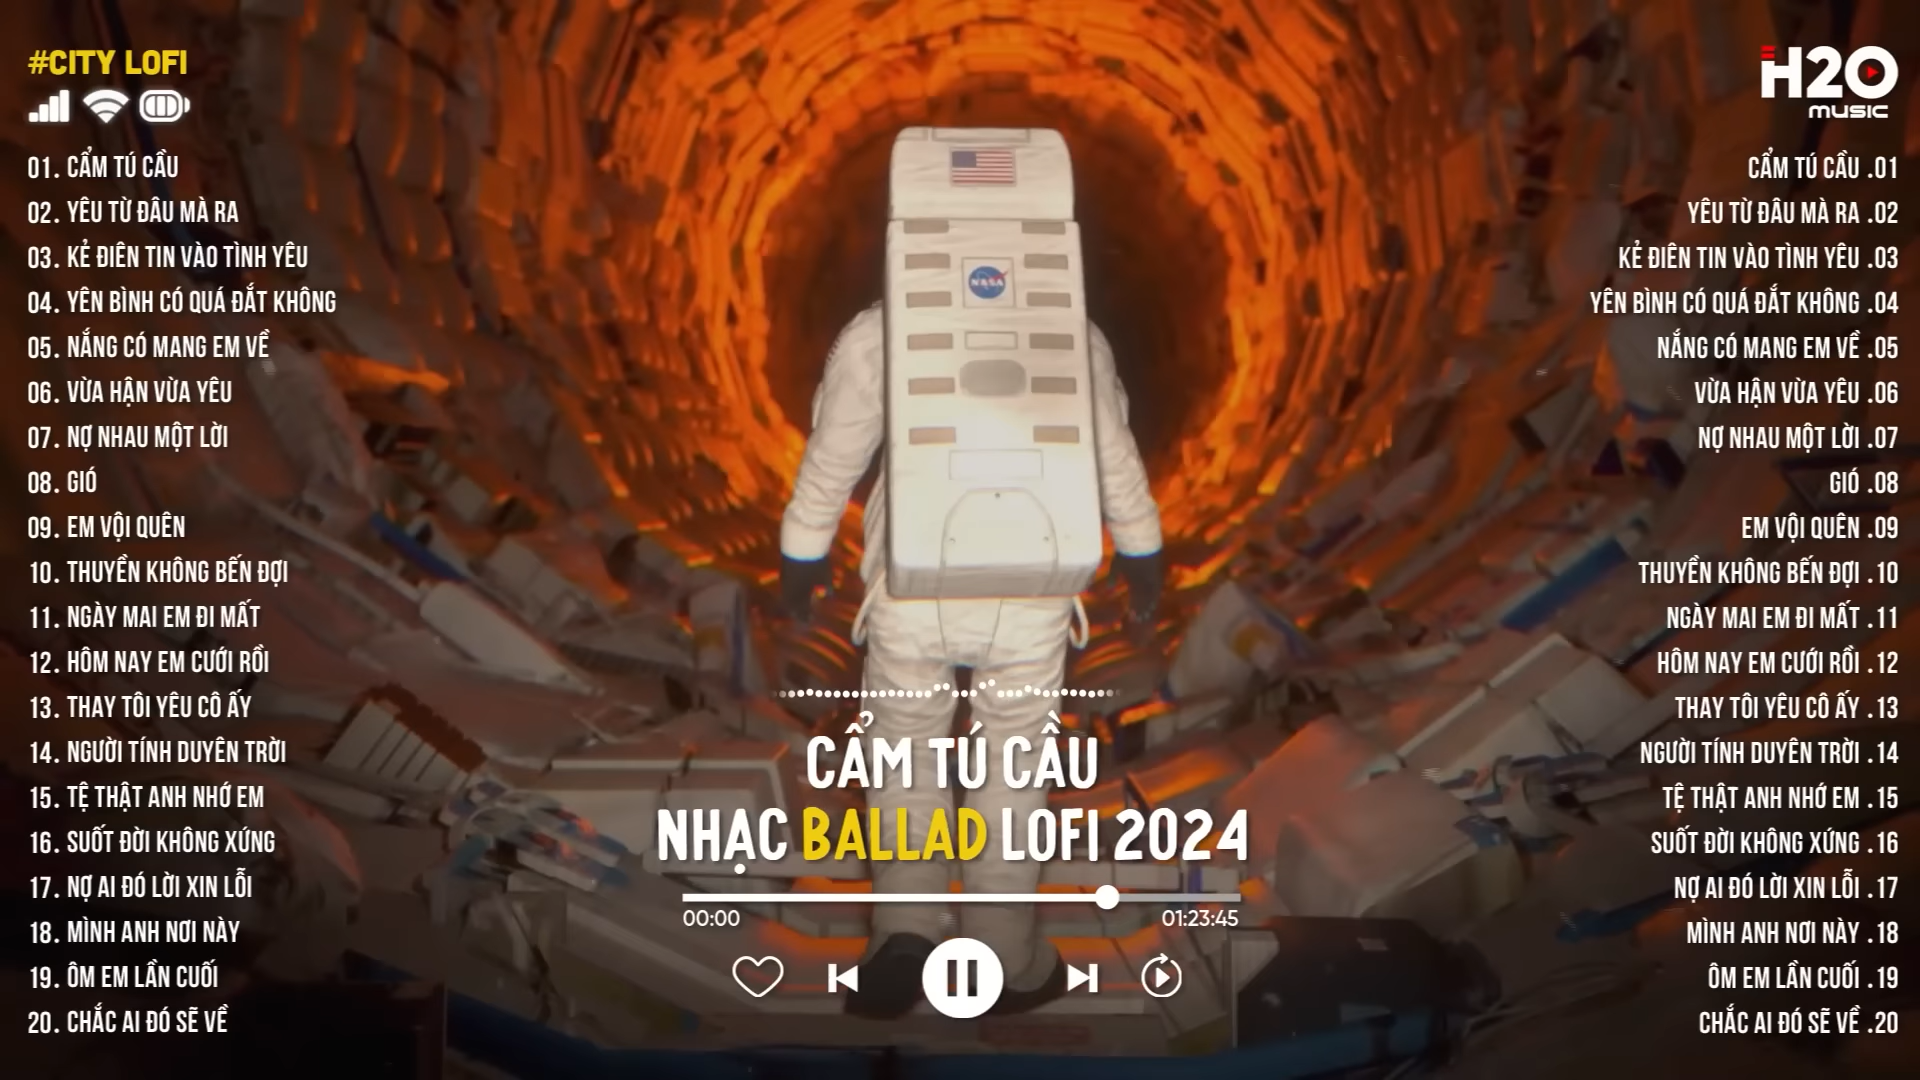 #CITY LOFI
H2O
MUSIC
01. CẨM TÚ CẦU
02. YÊU TỪ ĐÂU MÀ RA
03. KẺ ĐIÊN TIN VÀO TÌNH YÊU
04. YÊN BÌNH CÓ QUÁ ĐẮT KHÔNG
05. NẮNG CÓ MANG EM VỀ
06. VỪA HẬN VỪA YÊU
07. NỢ NHAU MỘT LỜI
08. GIÓ
09. EM VỘI QUÊN
10. THUYỀN KHÔNG BẾN ĐỢI
11. NGÀY MAI EM ĐI MẤT
12. HÔM NAY EM CƯỚI RỒI
13. THAY TÔI YÊU CÔ ẤY
14. NGƯỜI TÍNH DUYÊN TRỜI
15. TỆ THẬT ANH NHỚ EM
16. SUỐT ĐỜI KHÔNG XỨNG
17. NỢ AI ĐÓ LỜI XIN LỖI
18. MÌNH ANH NƠI NÀY
19. ÔM EM LẦN CUỐI
20. CHẮC AI ĐÓ SẼ VỀ
NASA
CẨM TÚ CẦU
NHẠC BALLAD LOFI 2024
00:00
01:23:45
CẨM TÚ CẦU .01
YÊU TỪ ĐÂU MÀ RA .02
KẺ ĐIÊN TIN VÀO TÌNH YÊU .03
YÊN BÌNH CÓ QUÁ ĐẮT KHÔNG .04
NẮNG CÓ MANG EM VỀ .05
VỪA HẬN VỪA YÊU .06
NỢ NHAU MỘT LỜI .07
GIÓ .08
EM VỘI QUÊN .09
THUYỀN KHÔNG BẾN ĐỢI .10
NGÀY MAI EM ĐI MẤT .11
HÔM NAY EM CƯỚI RỒI .12
THAY TÔI YÊU CÔ ẤY .13
NGƯỜI TÍNH DUYÊN TRỜI .14
TỆ THẬT ANH NHỚ EM .15
SUỐT ĐỜI KHÔNG XỨNG .16
NỢ AI ĐÓ LỜI XIN LỖI .17
MÌNH ANH NƠI NÀY .18
ÔM EM LẦN CUỐI .19
CHẮC AI ĐÓ SẼ VỀ .20